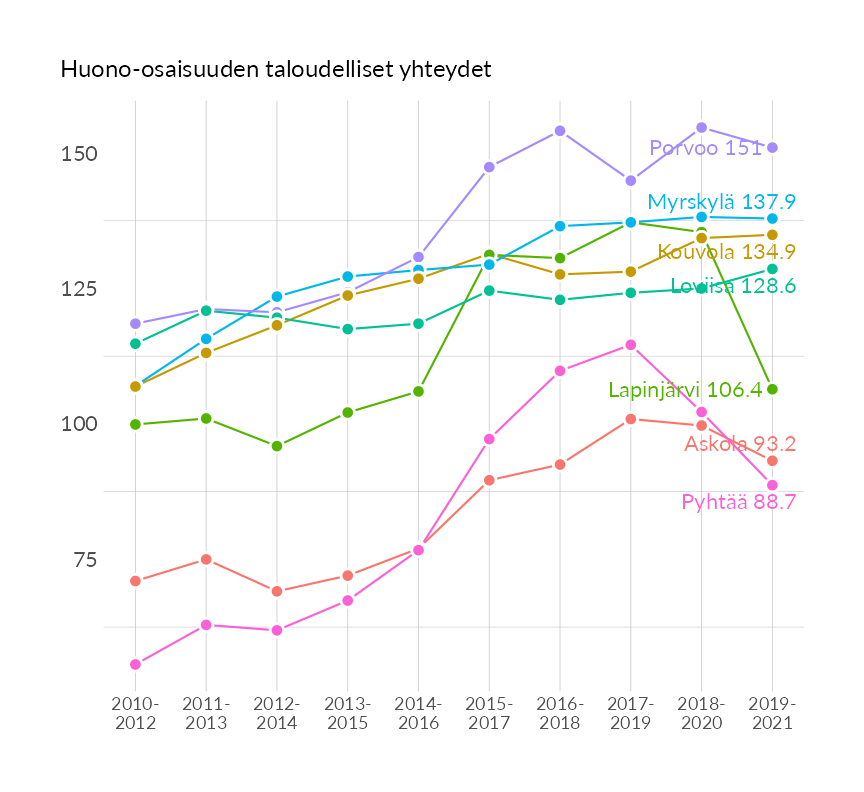 Huono-osaisuuden taloudelliset yhteydet
150
Porvoo 151
Myrskylä 137.9
Kouvola 134.9
125
Loviisa 128.6
Lapinjärvi 106.4
100
Askola 93.2
Pyhtää 88.7
75
2010- 2011- 2012- 2013- 2014- 2015- 2016- 2017- 2018- 2019-
2012 2013 2014 2015 2016 2017 2018 2019 2020 2021